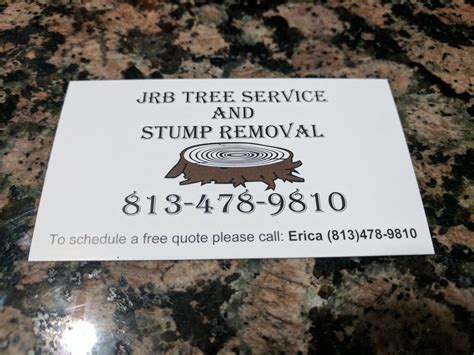 JRB TREE SERVICE
AND
STUMP REMOVAL
813-478-9810
To schedule a free quote please call: Erica (813)478-9810